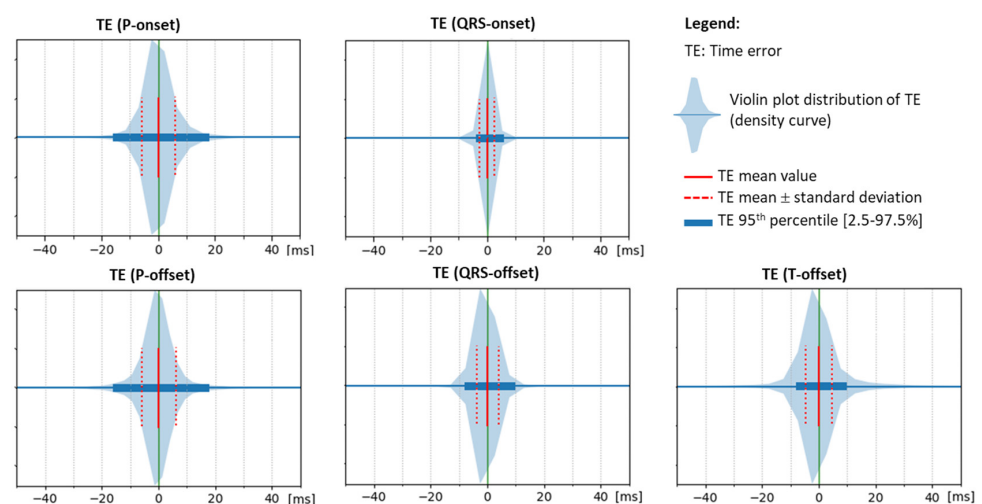 TE (P-onset)
−40 −20 0 20 40 [ms]
TE (QRS-onset)
−40 −20 0 20 40 [ms]
Legend:
TE: Time error
Violin plot distribution of TE
(density curve)
TE mean value
TE mean ± standard deviation
TE 95th percentile [2.5-97.5%]
TE (P-offset)
−40 −20 0 20 40 [ms]
TE (QRS-offset)
−40 −20 0 20 40 [ms]
TE (T-offset)
−40 −20 0 20 40 [ms]